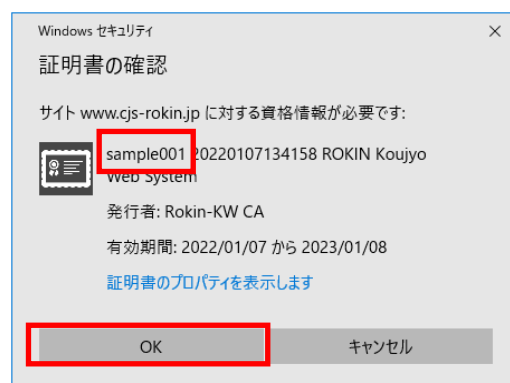 Windows セキュリティ
証明書の確認
サイト www.cjs-rokin.jp に対する資格情報が必要です:
sample001 20220107134158 ROKIN Koujyo
Web System
発行者: Rokin-KW CA
有効期間: 2022/01/07 から 2023/01/08
証明書のプロパティを表示します
OK
キャンセル